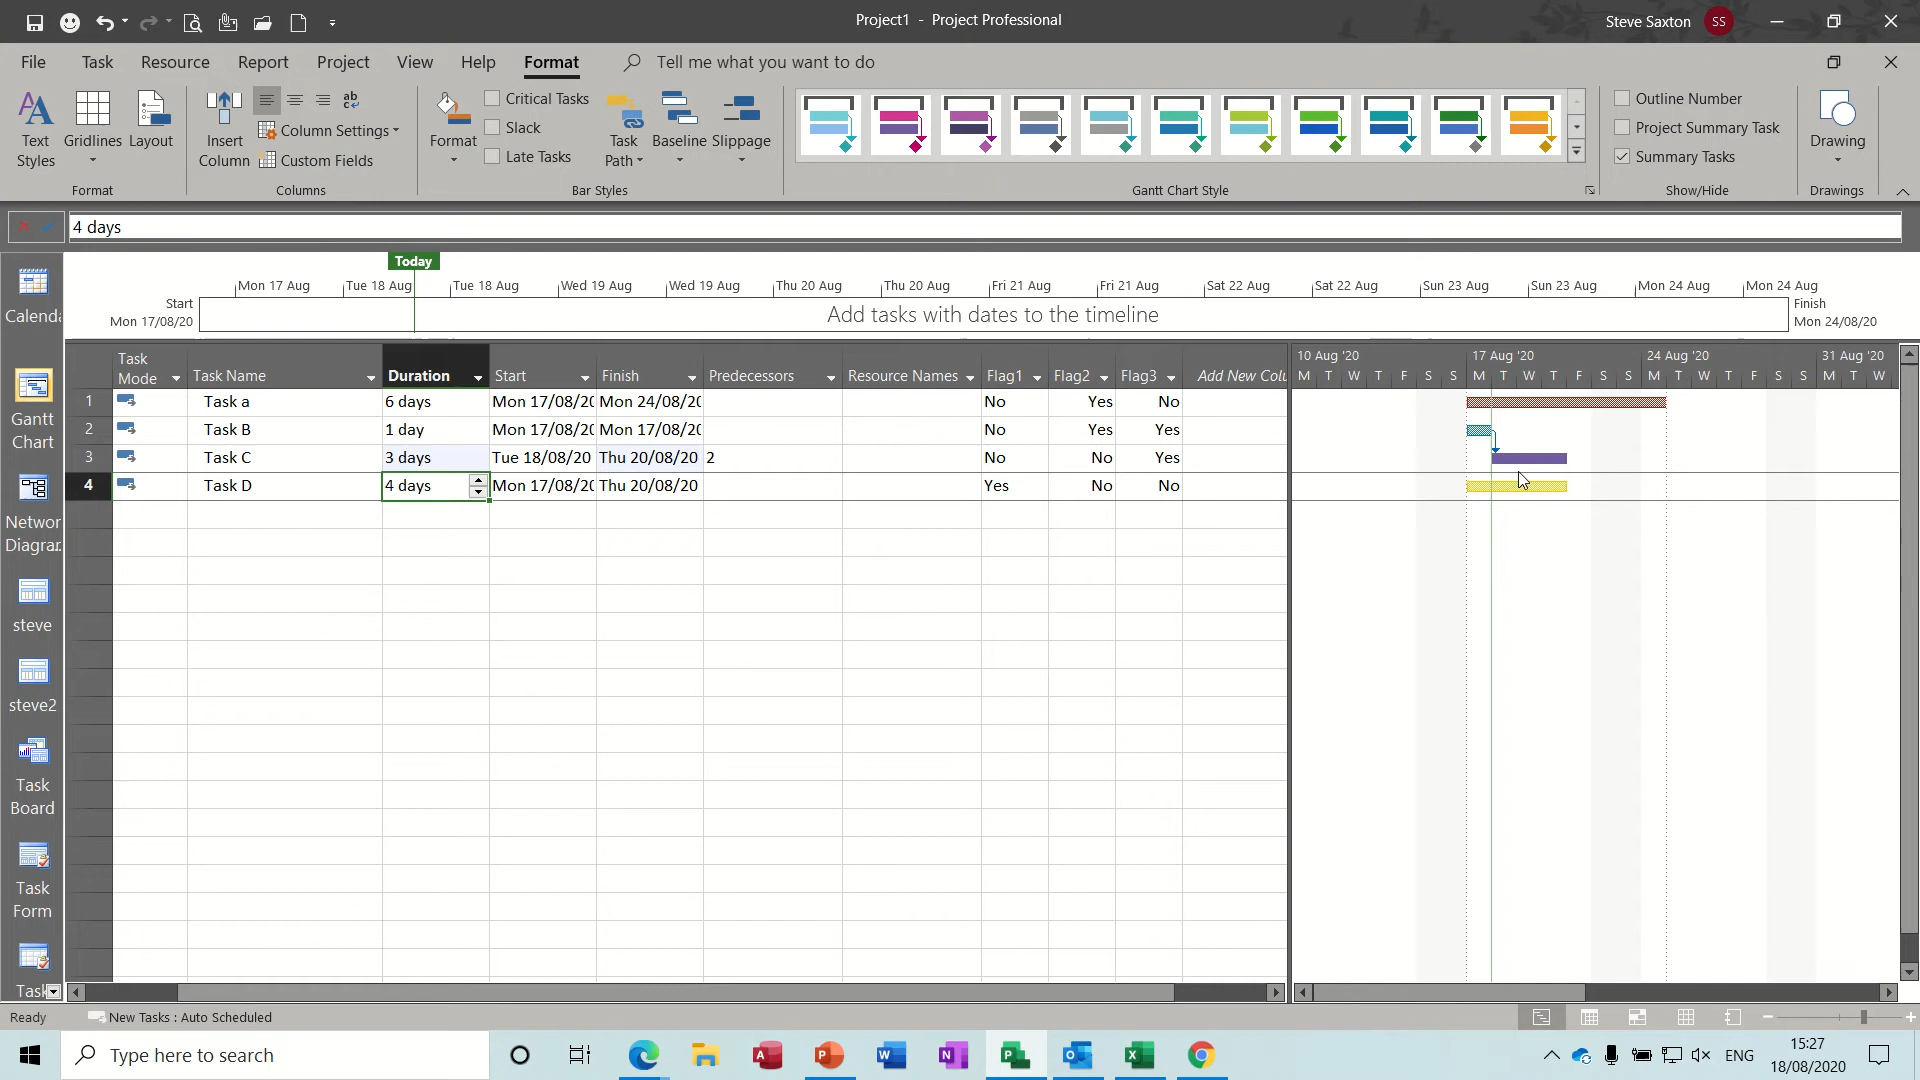 Project1 - Project Professional
Steve Saxton
SS
File Task Resource Report Project View Help Format Tell me what you want to do
Text Styles
Gridlines
Layout
Format
Insert Column
ab
Column Settings
Custom Fields
Columns
Format
Critical Tasks
Slack
Late Tasks
Task Path
Baseline
Slippage
Bar Styles
Gantt Chart Style
Outline Number
Project Summary Task
Summary Tasks
Show/Hide
Drawing
Drawings
4 days
Today
Mon 17 Aug Tue 18 Aug Tue 18 Aug Wed 19 Aug Wed 19 Aug Thu 20 Aug Thu 20 Aug Fri 21 Aug Fri 21 Aug Sat 22 Aug Sat 22 Aug Sun 23 Aug Sun 23 Aug Mon 24 Aug Mon 24 Aug
Start
Mon 17/08/20
Add tasks with dates to the timeline
Finish
Mon 24/08/20
Calenda
Gantt
Chart
Networ
Diagrar
steve
steve2
Task
Board
Task
Form
Task
Task Mode Task Name Duration Start Finish Predecessors Resource Names Flag1 Flag2 Flag3 Add New Colu
1 Task a 6 days Mon 17/08/20 Mon 24/08/20 No Yes No
2 Task B 1 day Mon 17/08/20 Mon 17/08/20 No Yes Yes
3 Task C 3 days Tue 18/08/20 Thu 20/08/20 2 No No Yes
4 Task D 4 days Mon 17/08/20 Thu 20/08/20 Yes No No
10 Aug '20 17 Aug '20 24 Aug '20 31 Aug '20
M T W T F S S M T W T F S S M T W T F S S M T W
Ready New Tasks : Auto Scheduled
Type here to search
ENG
15:27
18/08/2020